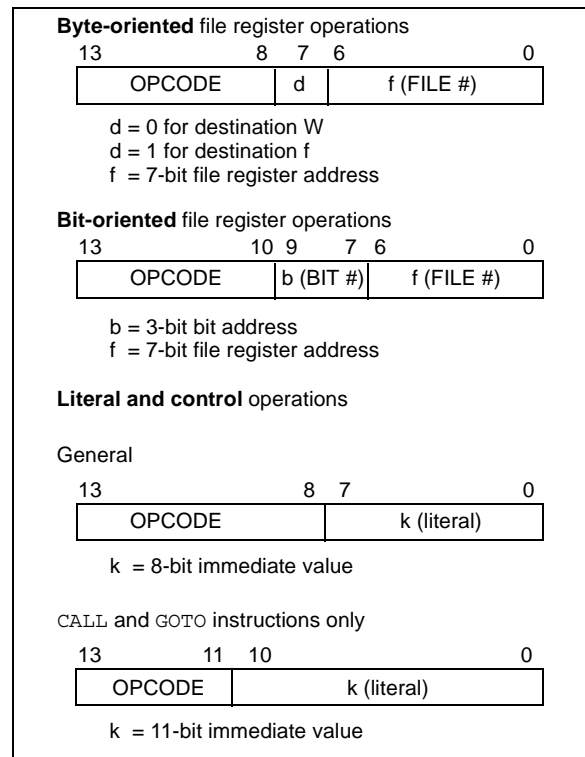 Byte-oriented file register operations
13 8 7 6 0
OPCODE d f (FILE #)
d = 0 for destination W
d = 1 for destination f
f = 7-bit file register address
Bit-oriented file register operations
13 10 9 7 6 0
OPCODE b (BIT #) f (FILE #)
b = 3-bit bit address
f = 7-bit file register address
Literal and control operations
General
13 8 7 0
OPCODE k (literal)
k = 8-bit immediate value
CALL and GOTO instructions only
13 11 10 0
OPCODE k (literal)
k = 11-bit immediate value